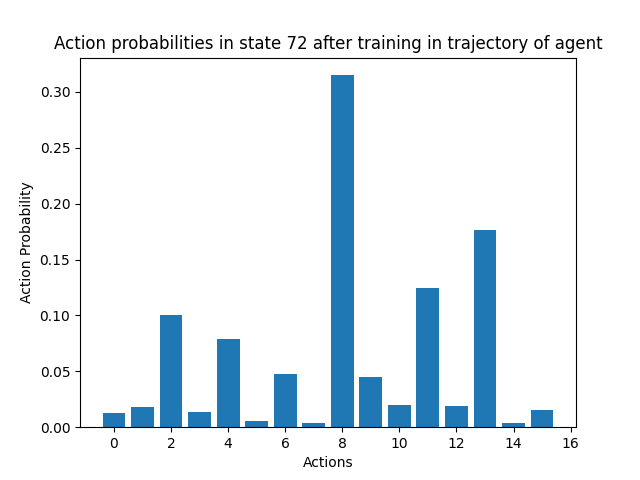 Action probabilities in state 72 after training in trajectory of agent
0.30
0.25
0.20
0.15
0.10
0.05
0.00
Action Probability
0 2 4 6 8 10 12 14 16
Actions